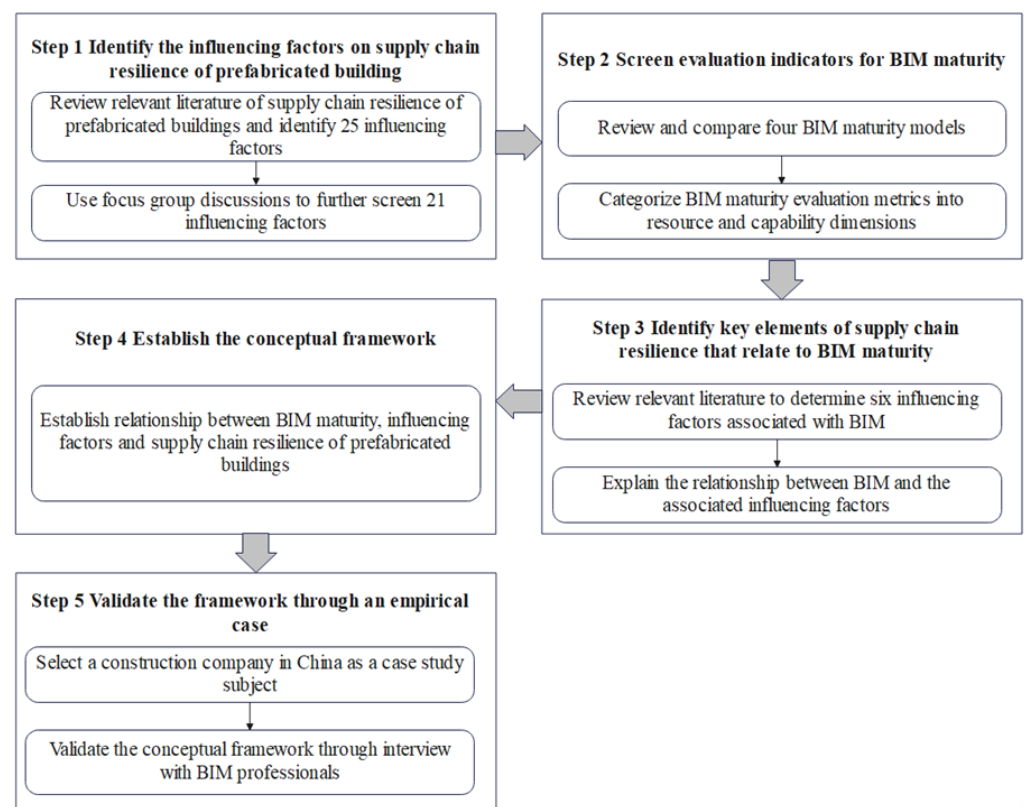 Step 1 Identify the influencing factors on supply chain
resilience of prefabricated building
Review relevant literature of supply chain resilience of
prefabricated buildings and identify 25 influencing
factors
Use focus group discussions to further screen 21
influencing factors
Step 2 Screen evaluation indicators for BIM maturity
Review and compare four BIM maturity models
Categorize BIM maturity evaluation metrics into
resource and capability dimensions
Step 3 Identify key elements of supply chain
resilience that relate to BIM maturity
Review relevant literature to determine six influencing
factors associated with BIM
Explain the relationship between BIM and the
associated influencing factors
Step 4 Establish the conceptual framework
Establish relationship between BIM maturity, influencing
factors and supply chain resilience of prefabricated
buildings
Step 5 Validate the framework through an empirical
case
Select a construction company in China as a case study
subject
Validate the conceptual framework through interview
with BIM professionals